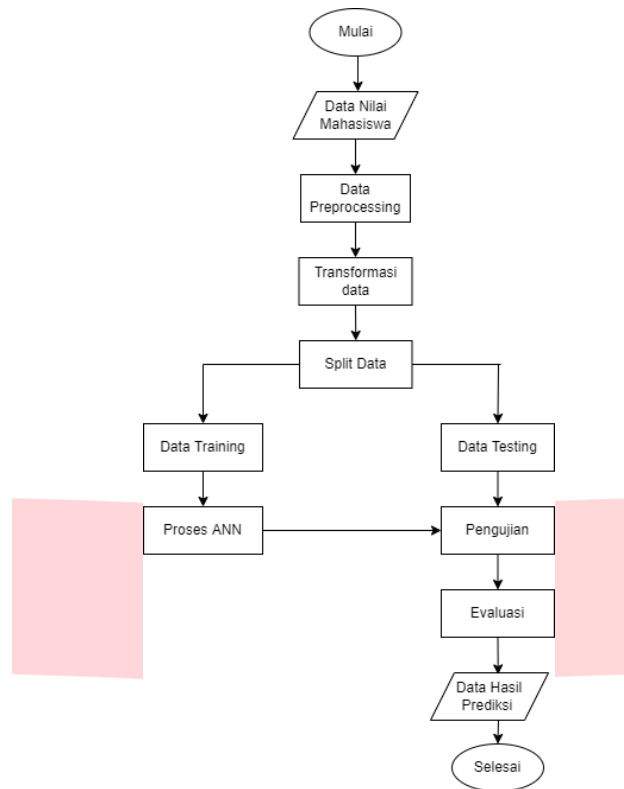 Mulai
Data Nilai
Mahasiswa
Data
Preprocessing
Transformasi
data
Split Data
Data Training
Data Testing
Proses ANN
Pengujian
Evaluasi
Data Hasil
Prediksi
Selesai